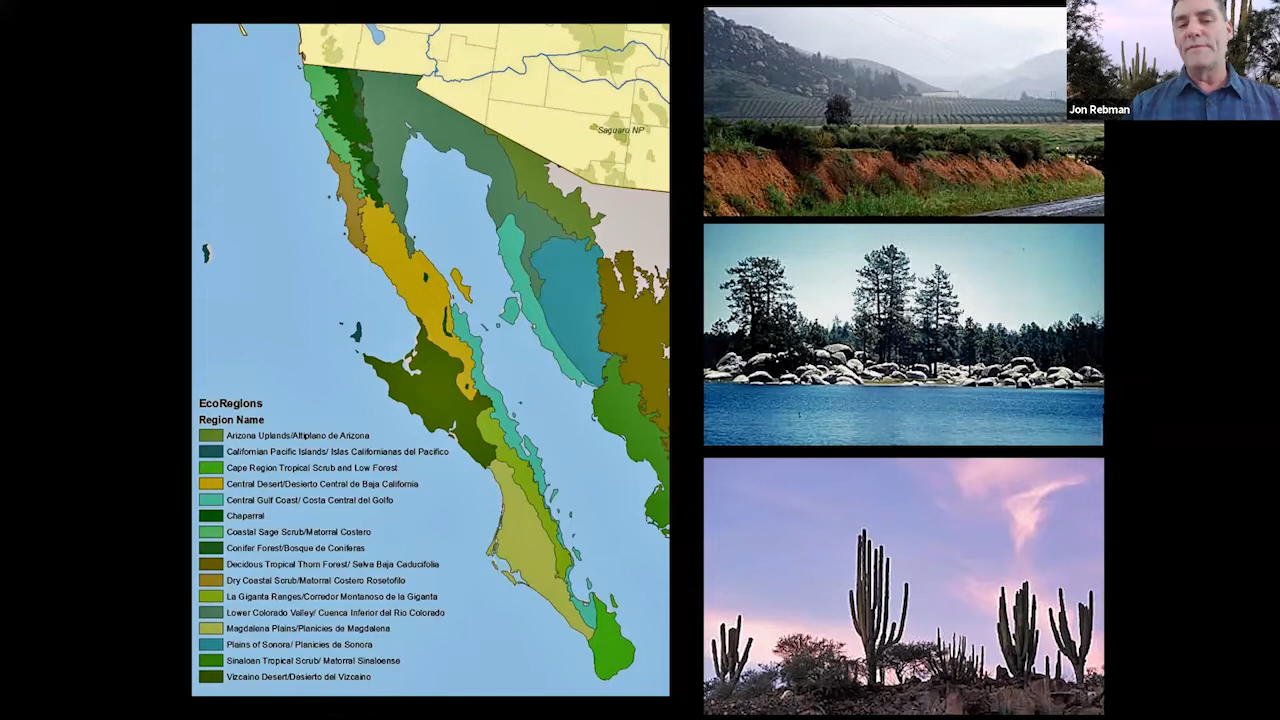 Jon Rebman
Saguaro NP
EcoRegions
Region Name
Arizona Uplands/Altiplano de Arizona
Californian Pacific Islands/ Islas Californianas del Pacifico
Cape Region Tropical Scrub and Low Forest
Central Desert/Desierto Central de Baja California
Central Gulf Coast/ Costa Central del Golfo
Chaparral
Coastal Sage Scrub/Matorral Costero
Conifer Forest/Bosque de Coniferas
Decidous Tropical Thorn Forest/ Selva Baja Caducifolia
Dry Coastal Scrub/Matorral Costero Rosetofilo
La Giganta Ranges/Corredor Montanoso de la Giganta
Lower Colorado Valley/ Cuenca Inferior del Rio Colorado
Magdalena Plains/Planicies de Magdalena
Plains of Sonora/ Planicies de Sonora
Sinaloan Tropical Scrub/ Matorral Sinaloense
Vizcaino Desert/Desierto del Vizcaino